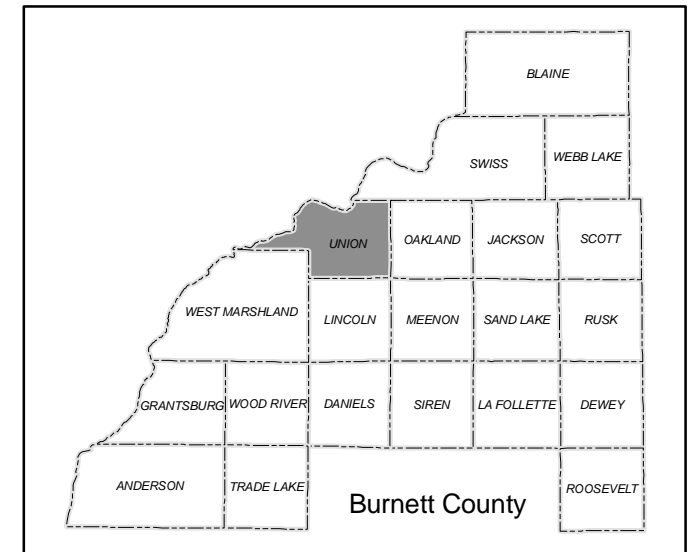 BLAINE
SWISS WEBB LAKE
UNION OAKLAND JACKSON SCOTT
WEST MARSHLAND LINCOLN MEENON SAND LAKE RUSK
GRANTSBURG WOOD RIVER DANIELS SIREN LA FOLLETTE DEWEY
ANDERSON TRADE LAKE ROOSEVELT
Burnett County